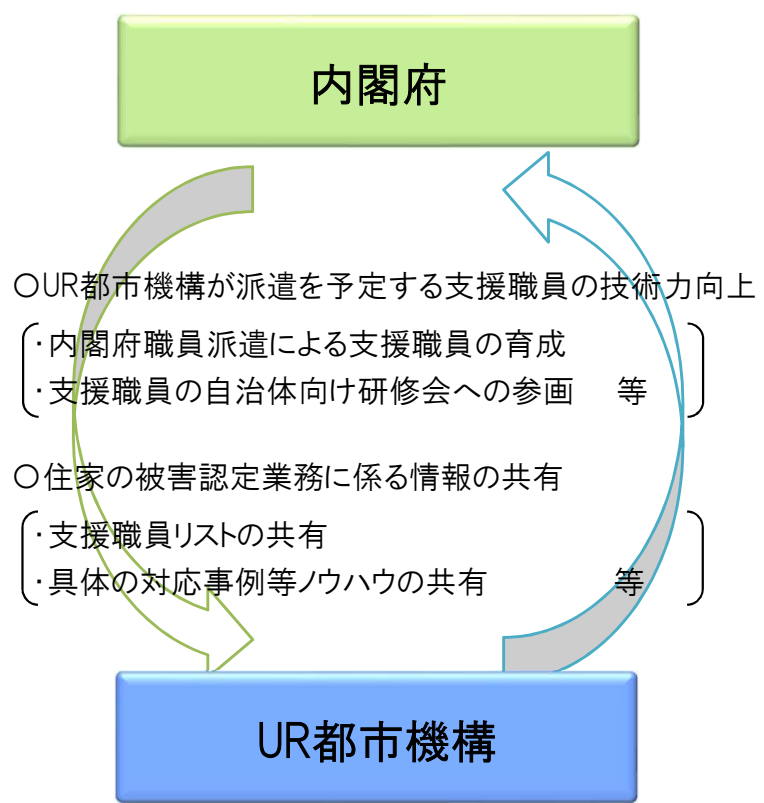 内閣府
〇UR都市機構が派遣を予定する支援職員の技術力向上
・内閣府職員派遣による支援職員の育成
・支援職員の自治体向け研修会への参画　等
〇住家の被害認定業務に係る情報の共有
・支援職員リストの共有
・具体の対応事例等ノウハウの共有　等
UR都市機構